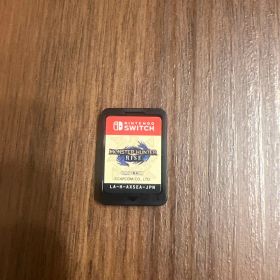 NINTENDO
SWITCH
MONSTER HUNTER
RISE
©CAPCOM CO., LTD.
LA-H-AXSEA-JPN